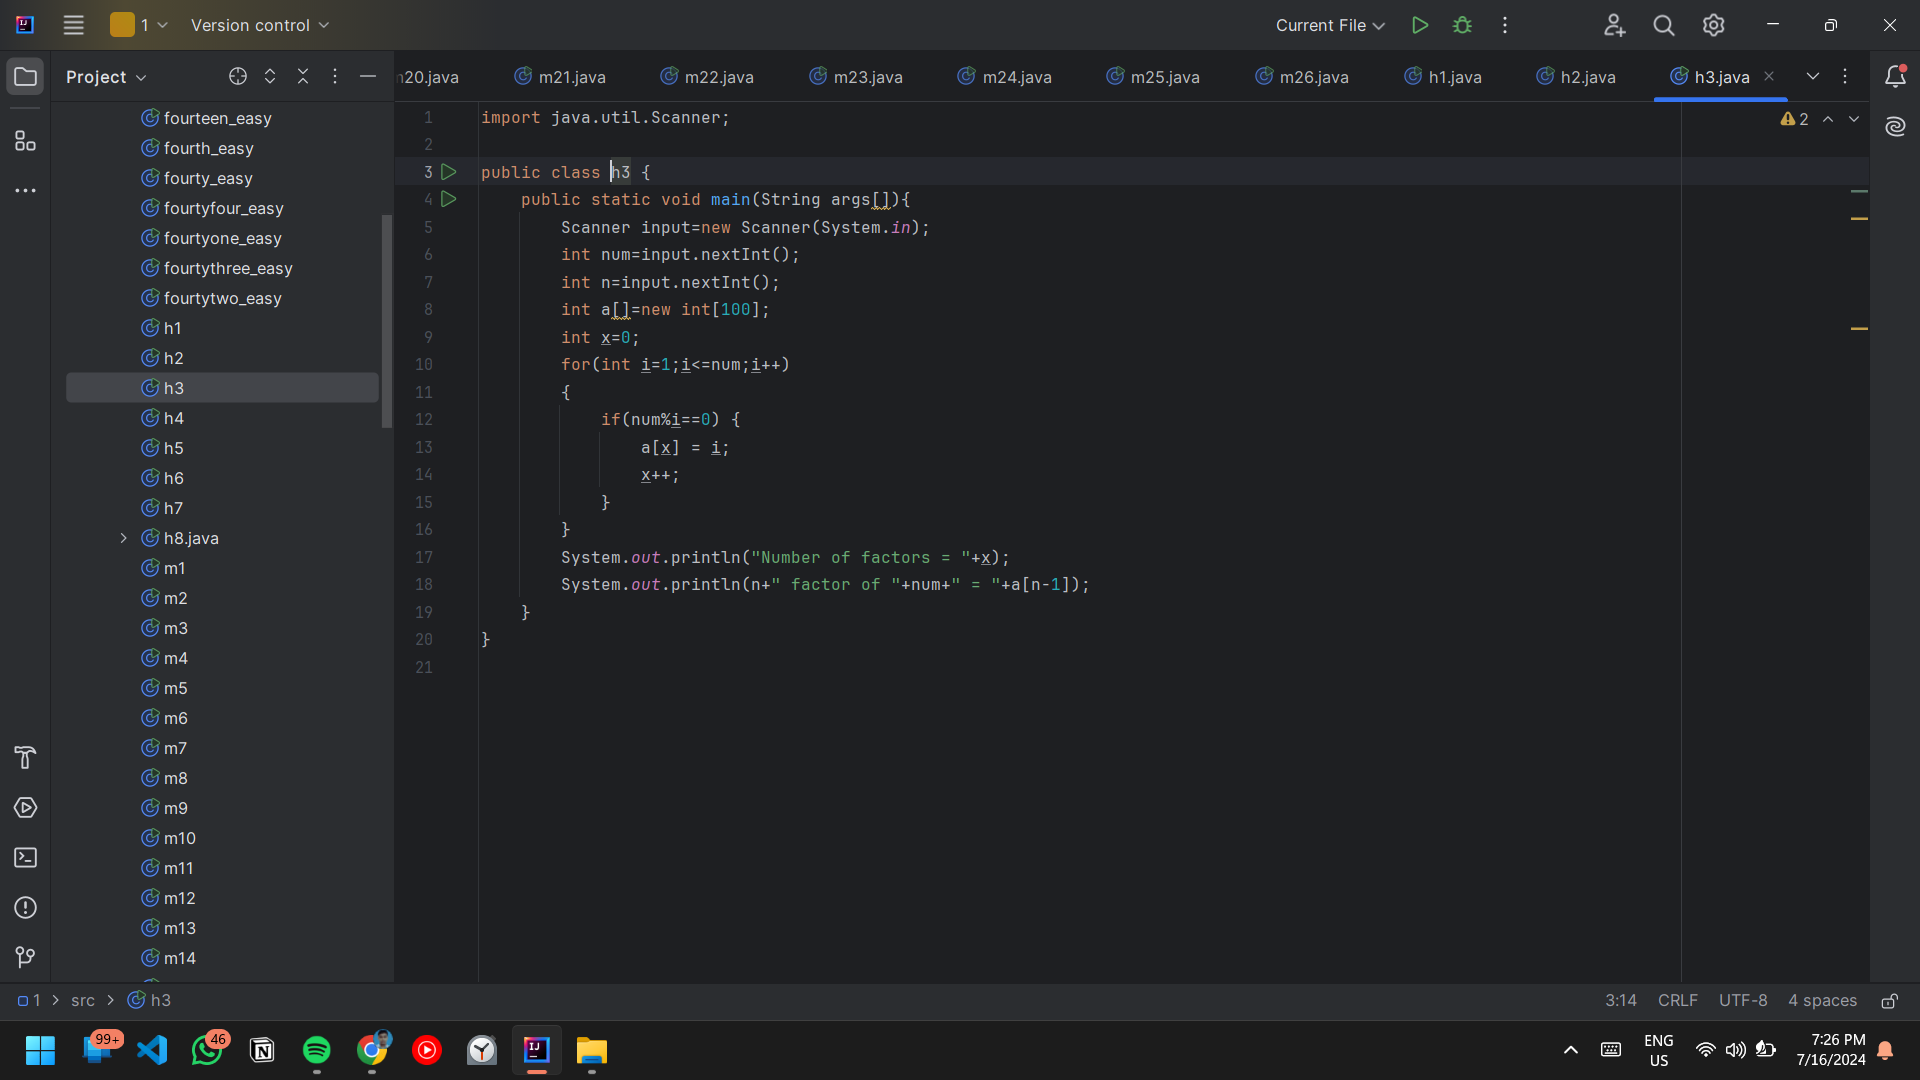 1
Version control
Current File
Project
fourteen_easy
fourth_easy
fourty_easy
fourtyfour_easy
fourtyone_easy
fourtythree_easy
fourtytwo_easy
h1
h2
h3
h4
h5
h6
h7
h8.java
m1
m2
m3
m4
m5
m6
m7
m8
m9
m10
m11
m12
m13
m14
m20.java m21.java m22.java m23.java m24.java m25.java m26.java h1.java h2.java h3.java
2
1 import java.util.Scanner;
2
3 public class h3 {
4     public static void main(String args[]){
5         Scanner input=new Scanner(System.in);
6         int num=input.nextInt();
7         int n=input.nextInt();
8         int a[]=new int[100];
9         int x=0;
10         for(int i=1;i<=num;i++)
11         {
12             if(num%i==0) {
13                 a[x] = i;
14                 x++;
15             }
16         }
17         System.out.println("Number of factors = "+x);
18         System.out.println(n+" factor of "+num+" = "+a[n-1]);
19     }
20 }
21
1 > src > h3
3:14 CRLF UTF-8 4 spaces
99+
46
ENG
US
7:26 PM
7/16/2024